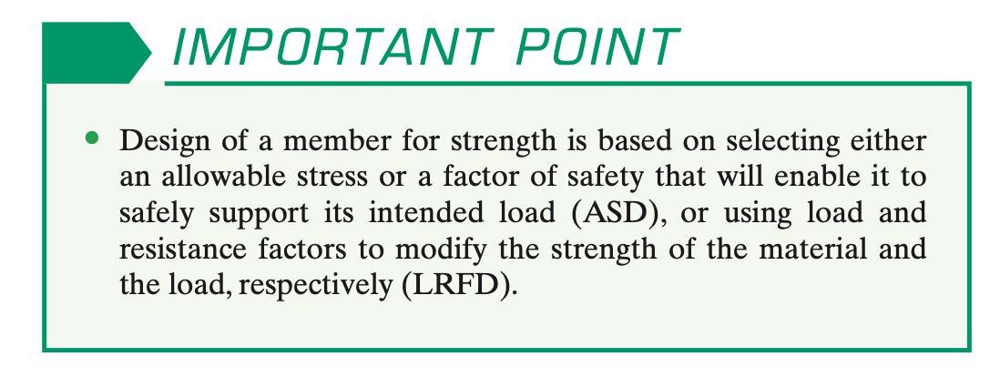 IMPORTANT POINT
• Design of a member for strength is based on selecting either
an allowable stress or a factor of safety that will enable it to
safely support its intended load (ASD), or using load and
resistance factors to modify the strength of the material and
the load, respectively (LRFD).